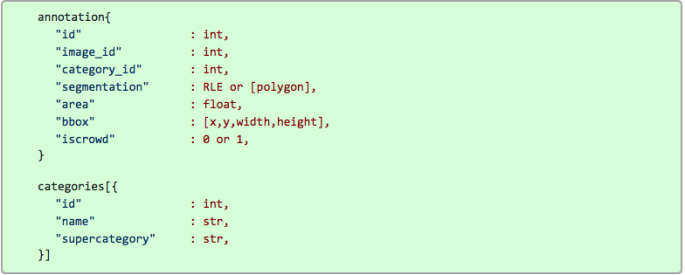 annotation{
"id" : int,
"image_id" : int,
"category_id" : int,
"segmentation" : RLE or [polygon],
"area" : float,
"bbox" : [x,y,width,height],
"iscrowd" : 0 or 1,
}
categories[{
"id" : int,
"name" : str,
"supercategory" : str,
}]